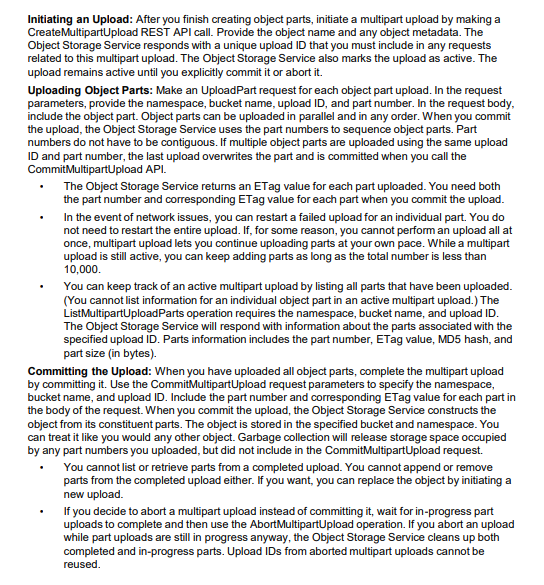 Initiating an Upload: After you finish creating object parts, initiate a multipart upload by making a
CreateMultipartUpload REST API call. Provide the object name and any object metadata. The
Object Storage Service responds with a unique upload ID that you must include in any requests
related to this multipart upload. The Object Storage Service also marks the upload as active. The
upload remains active until you explicitly commit it or abort it.
Uploading Object Parts: Make an UploadPart request for each object part upload. In the request
parameters, provide the namespace, bucket name, upload ID, and part number. In the request body,
include the object part. Object parts can be uploaded in parallel and in any order. When you commit
the upload, the Object Storage Service uses the part numbers to sequence object parts. Part
numbers do not have to be contiguous. If multiple object parts are uploaded using the same upload
ID and part number, the last upload overwrites the part and is committed when you call the
CommitMultipartUpload API.
• The Object Storage Service returns an ETag value for each part uploaded. You need both
the part number and corresponding ETag value for each part when you commit the upload.
• In the event of network issues, you can restart a failed upload for an individual part. You do
not need to restart the entire upload. If, for some reason, you cannot perform an upload all at
once, multipart upload lets you continue uploading parts at your own pace. While a multipart
upload is still active, you can keep adding parts as long as the total number is less than
10,000.
• You can keep track of an active multipart upload by listing all parts that have been uploaded.
(You cannot list information for an individual object part in an active multipart upload.) The
ListMultipartUploadParts operation requires the namespace, bucket name, and upload ID.
The Object Storage Service will respond with information about the parts associated with the
specified upload ID. Parts information includes the part number, ETag value, MD5 hash, and
part size (in bytes).
Committing the Upload: When you have uploaded all object parts, complete the multipart upload
by committing it. Use the CommitMultipartUpload request parameters to specify the namespace,
bucket name, and upload ID. Include the part number and corresponding ETag value for each part in
the body of the request. When you commit the upload, the Object Storage Service constructs the
object from its constituent parts. The object is stored in the specified bucket and namespace. You
can treat it like you would any other object. Garbage collection will release storage space occupied
by any part numbers you uploaded, but did not include in the CommitMultipartUpload request.
• You cannot list or retrieve parts from a completed upload. You cannot append or remove
parts from the completed upload either. If you want, you can replace the object by initiating a
new upload.
• If you decide to abort a multipart upload instead of committing it, wait for in-progress part
uploads to complete and then use the AbortMultipartUpload operation. If you abort an upload
while part uploads are still in progress anyway, the Object Storage Service cleans up both
completed and in-progress parts. Upload IDs from aborted multipart uploads cannot be
reused.